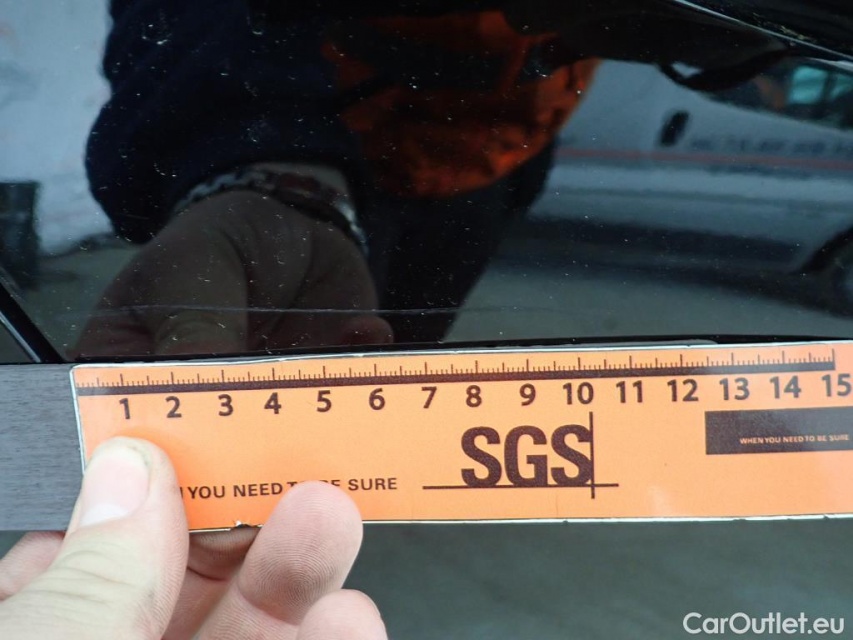 1 2 3 4 5 6 7 8 9 10 11 12 13 14 15
SGS
WHEN YOU NEED TO BE SURE
YOU NEED BE SURE
CarOutlet.eu